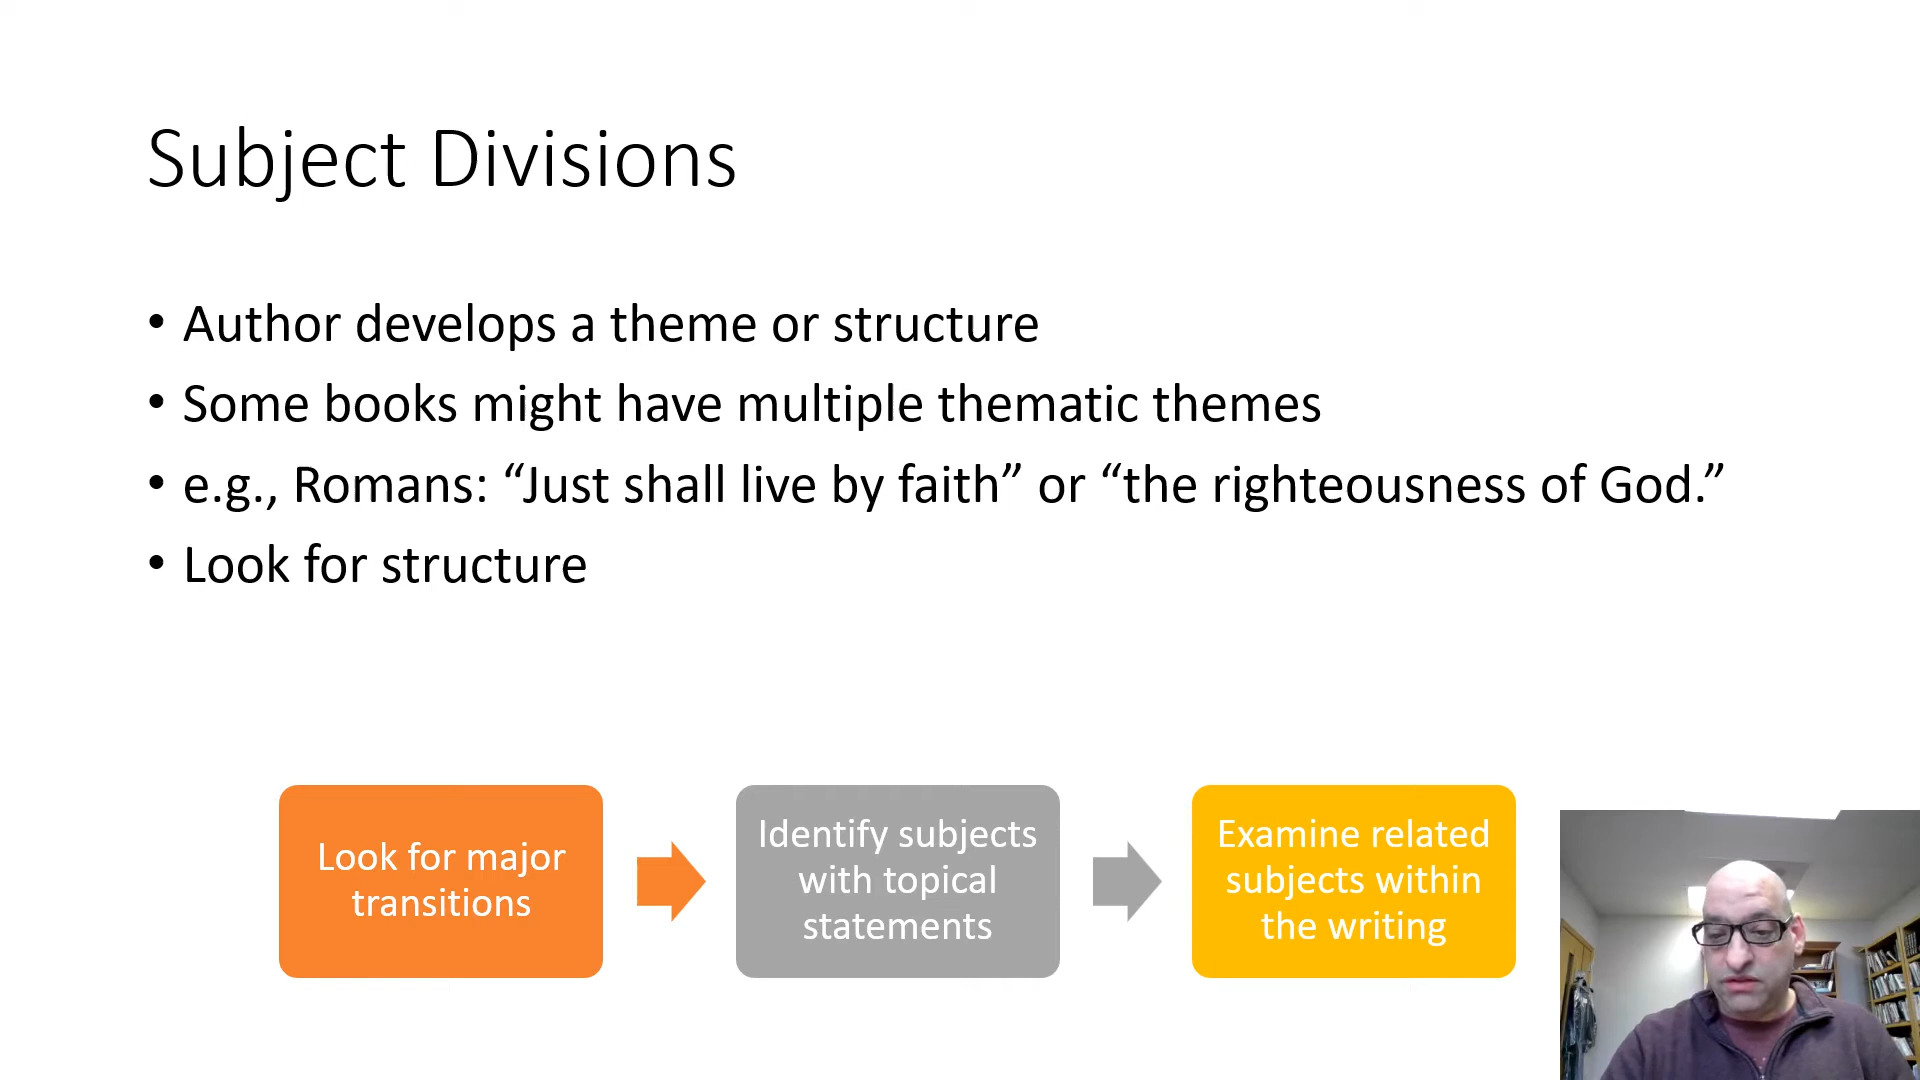 Subject Divisions
• Author develops a theme or structure
• Some books might have multiple thematic themes
• e.g., Romans: “Just shall live by faith” or “the righteousness of God.”
• Look for structure
Look for major
transitions
Identify subjects
with topical
statements
Examine related
subjects within
the writing